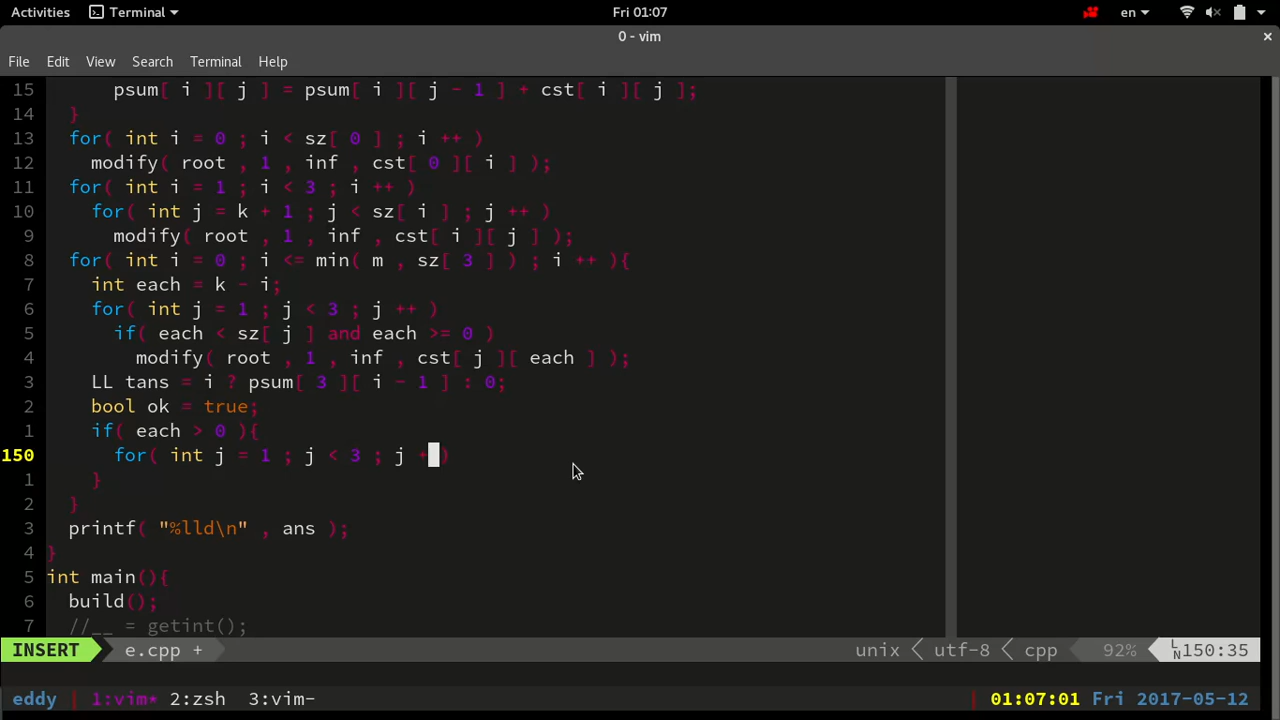 Activities Terminal Fri 01:07 en
0 - vim ×
File Edit View Search Terminal Help
15 psum[ i ][ j ] = psum[ i ][ j - 1 ] + cst[ i ][ j ];
14 }
13 for( int i = 0 ; i < sz[ 0 ] ; i ++ )
12 modify( root , 1 , inf , cst[ 0 ][ i ] );
11 for( int i = 1 ; i < 3 ; i ++ )
10 for( int j = k + 1 ; j < sz[ i ] ; j ++ )
9 modify( root , 1 , inf , cst[ i ][ j ] );
8 for( int i = 0 ; i <= min( m , sz[ 3 ] ) ; i ++ ){
7 int each = k - i;
6 for( int j = 1 ; j < 3 ; j ++ )
5 if( each < sz[ j ] and each >= 0 )
4 modify( root , 1 , inf , cst[ j ][ each ] );
3 LL tans = i ? psum[ 3 ][ i - 1 ] : 0;
2 bool ok = true;
1 if( each > 0 ){
150 for( int j = 1 ; j < 3 ; j + )
1 }
2 }
3 printf( "%lld\n" , ans );
4 }
5 int main(){
6 build();
7 //__ = getint();
INSERT e.cpp + unix utf-8 cpp 92% LN 150:35
eddy 1:vim* 2:zsh 3:vim- 01:07:01 Fri 2017-05-12